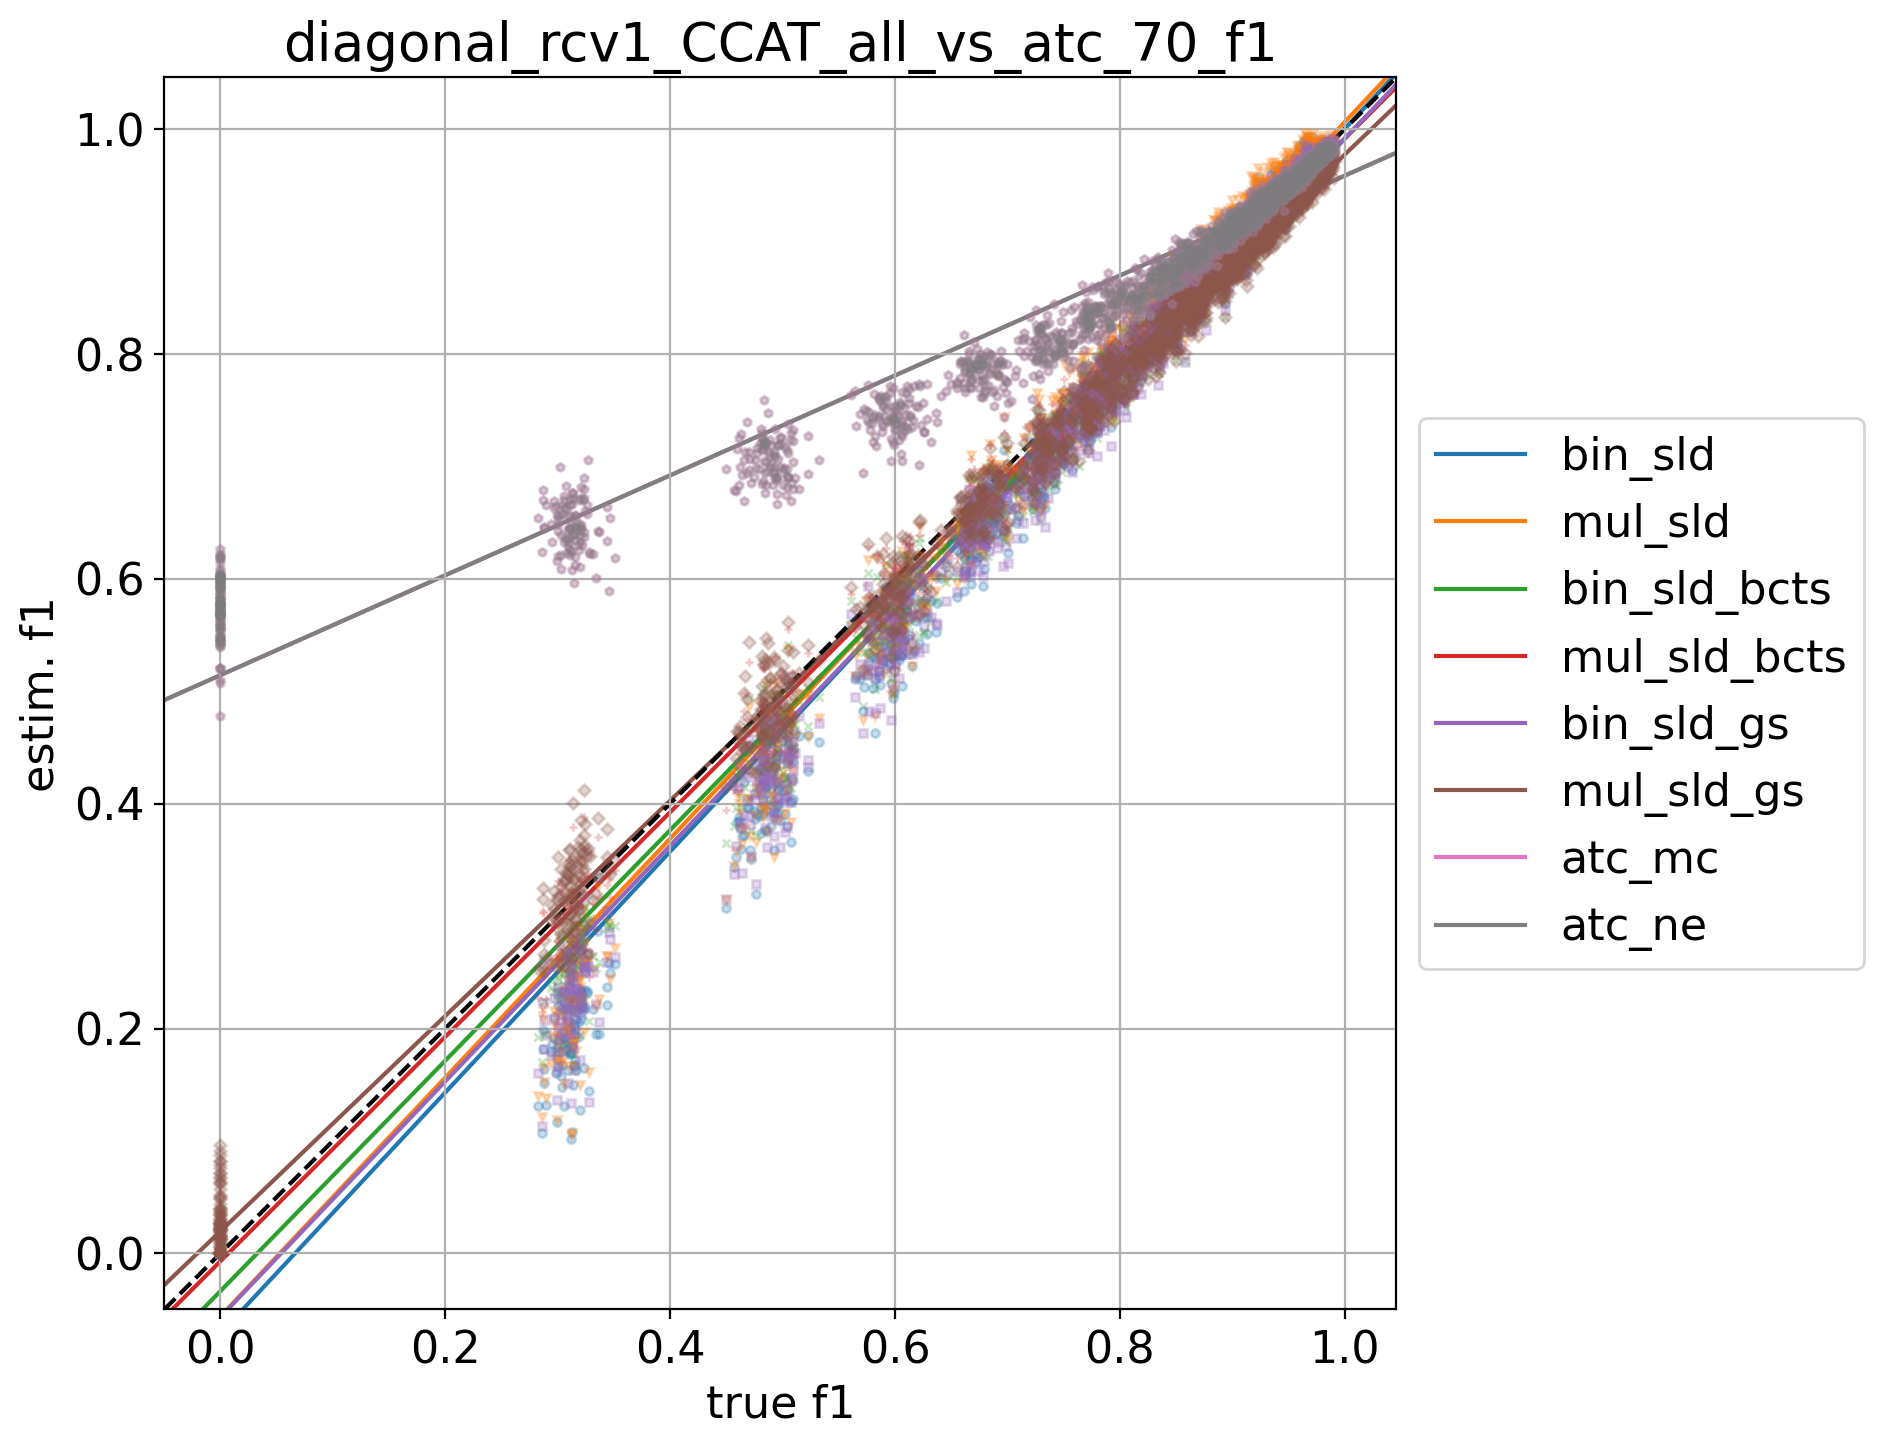 diagonal_rcv1_CCAT_all_vs_atc_70_f1
1.0
0.8
0.6
0.4
0.2
0.0
estim. f1
0.0 0.2 0.4 0.6 0.8 1.0
true f1
bin_sld
mul_sld
bin_sld_bcts
mul_sld_bcts
bin_sld_gs
mul_sld_gs
atc_mc
atc_ne